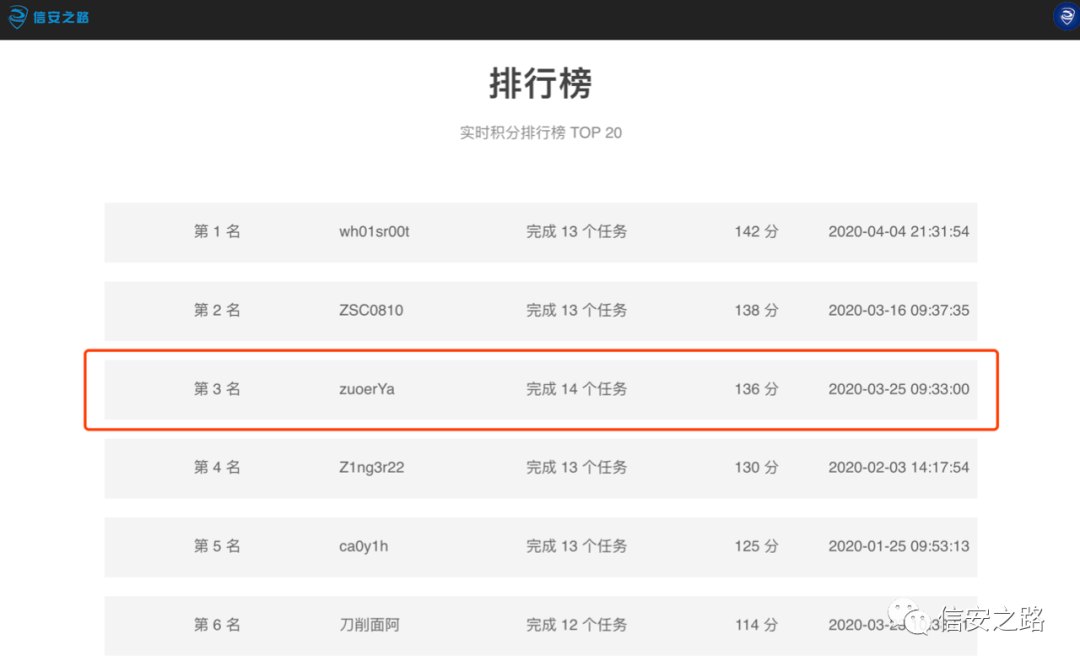 信安之路
排行榜
实时积分排行榜 TOP 20
第 1 名 wh01sr00t 完成 13 个任务 142 分 2020-04-04 21:31:54
第 2 名 ZSC0810 完成 13 个任务 138 分 2020-03-16 09:37:35
第 3 名 zuoerYa 完成 14 个任务 136 分 2020-03-25 09:33:00
第 4 名 Z1ng3r22 完成 13 个任务 130 分 2020-02-03 14:17:54
第 5 名 ca0y1h 完成 13 个任务 125 分 2020-01-25 09:53:13
第 6 名 刀削面阿 完成 12 个任务 114 分
信安之路